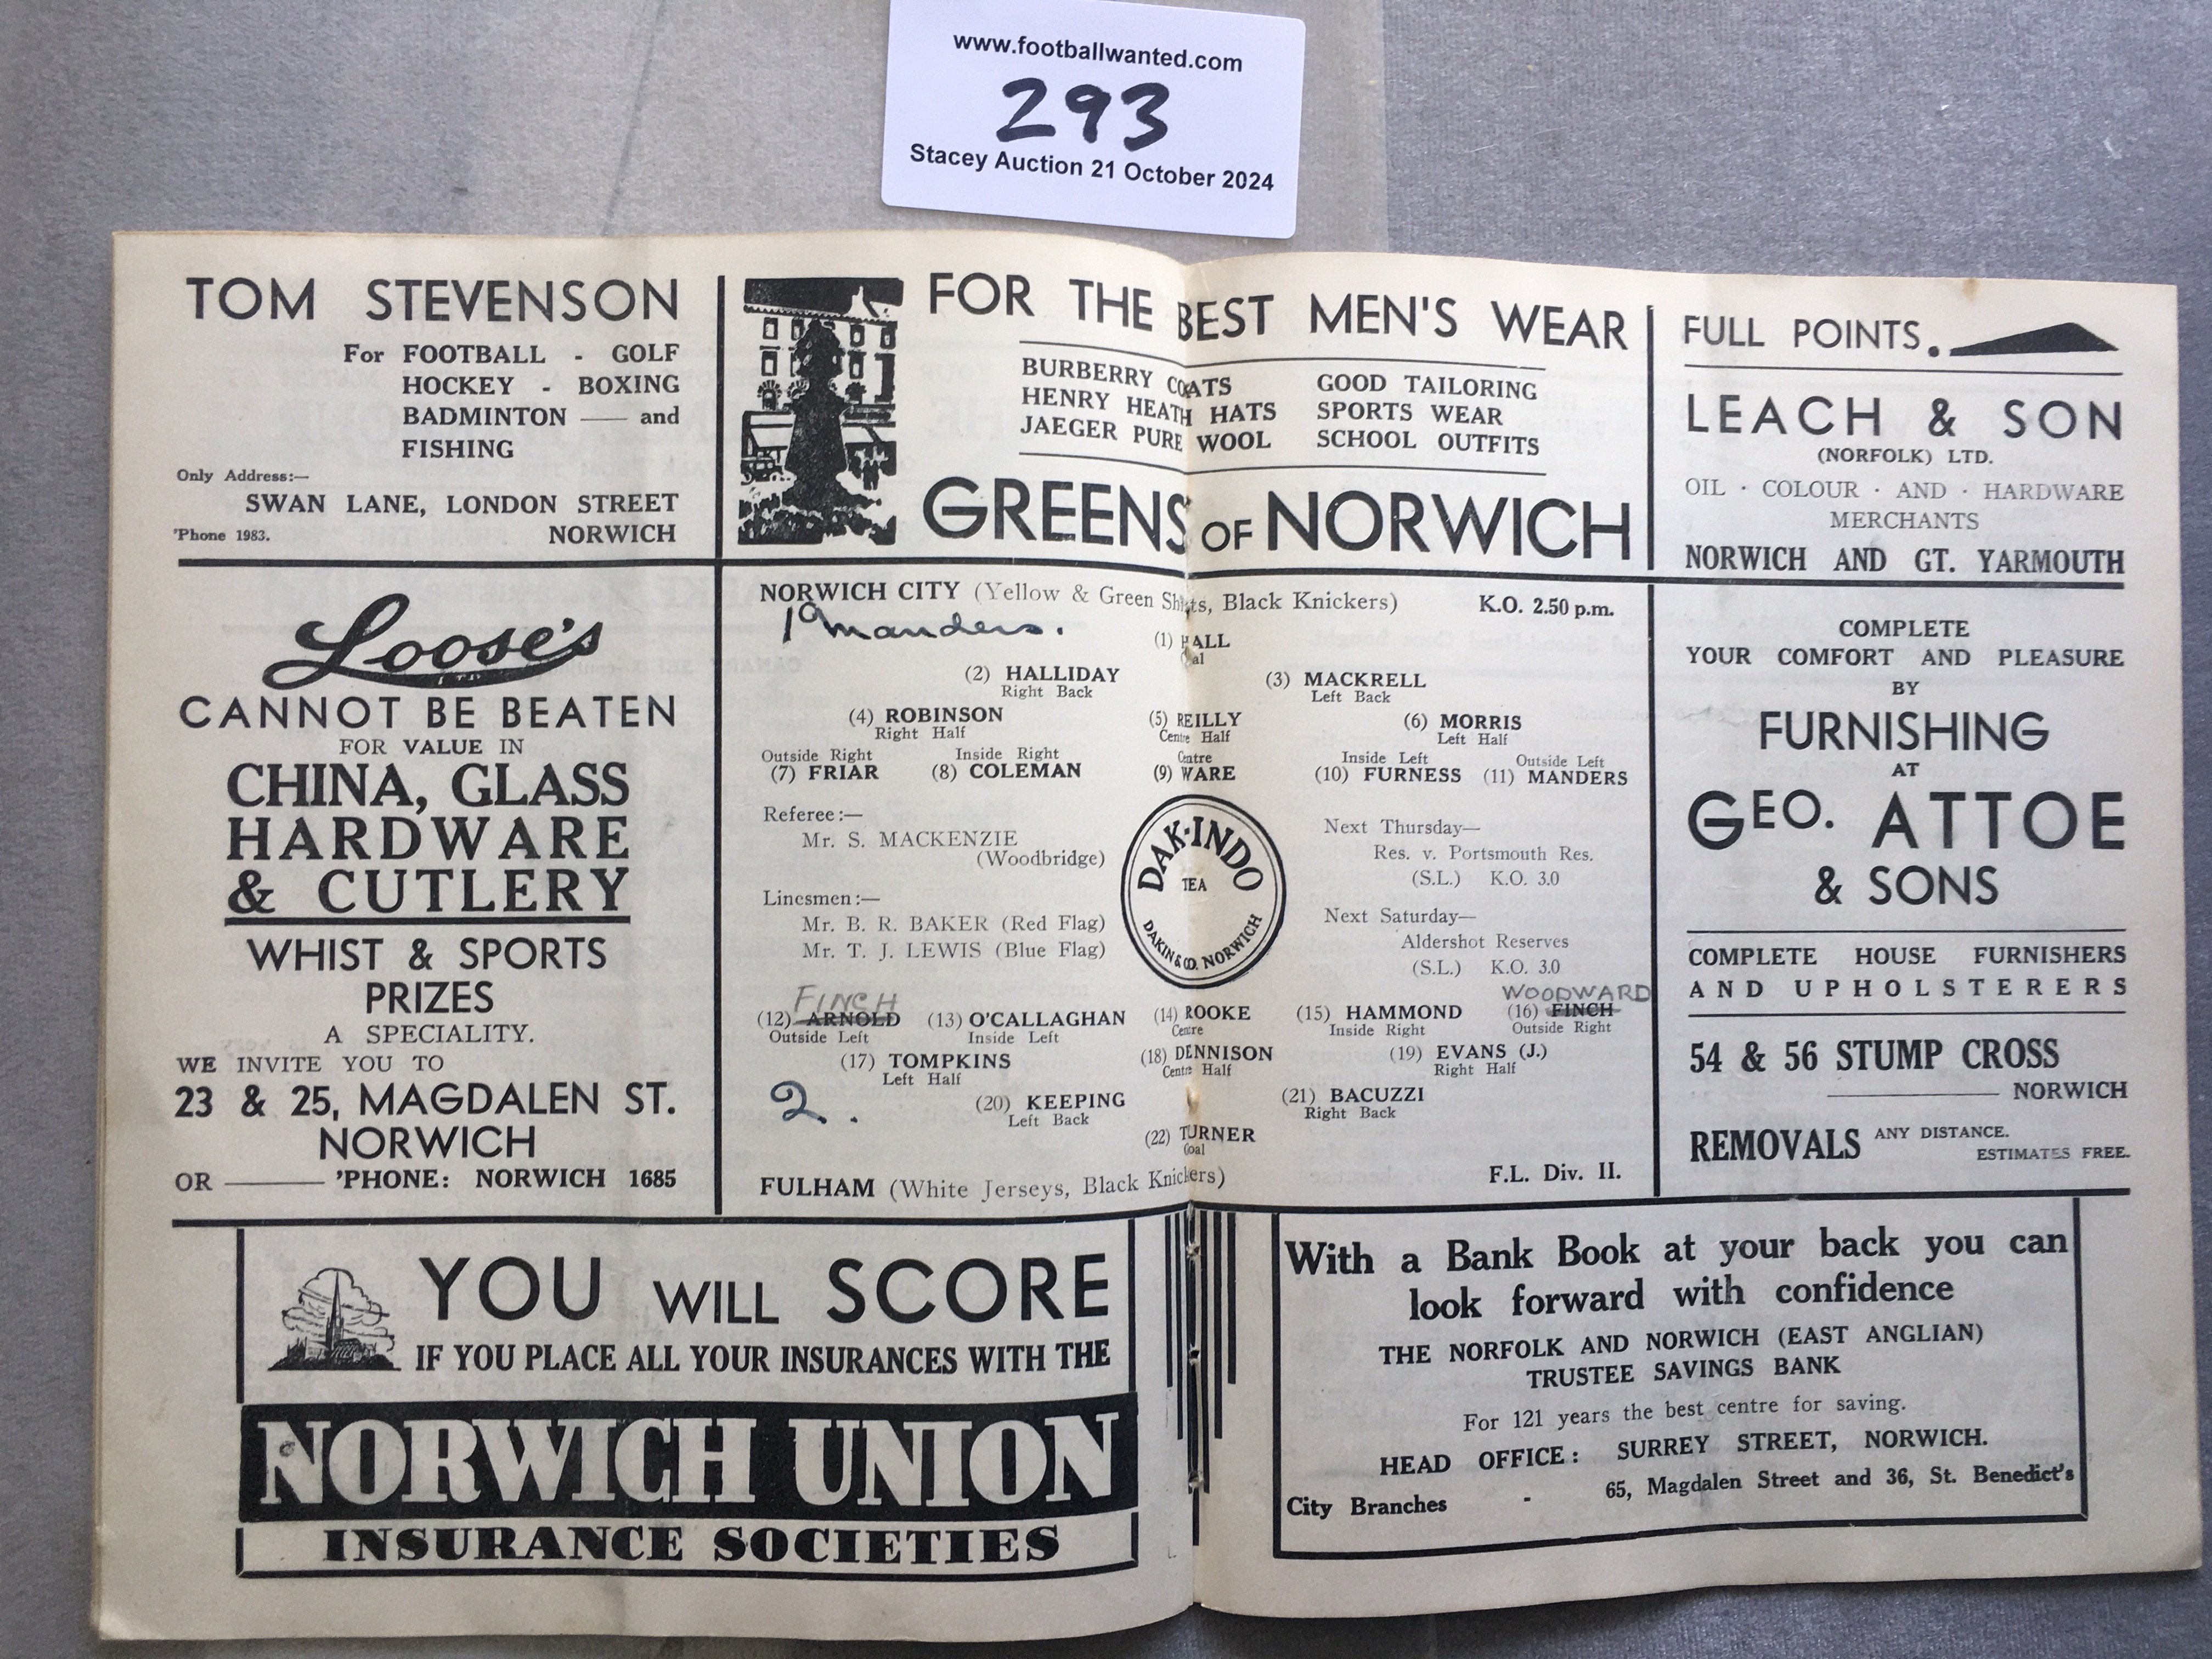 www.footballwanted.com
293
Stacey Auction 21 October 2024
TOM STEVENSON
For FOOTBALL - GOLF
HOCKEY - BOXING
BADMINTON — and
FISHING
Only Address:—
SWAN LANE, LONDON STREET
'Phone 1983. NORWICH
FOR THE BEST MEN'S WEAR
BURBERRY COATS GOOD TAILORING
HENRY HEATH HATS SPORTS WEAR
JAEGER PURE WOOL SCHOOL OUTFITS
GREENS OF NORWICH
FULL POINTS.
LEACH & SON
(NORFOLK) LTD.
OIL · COLOUR · AND · HARDWARE
MERCHANTS
NORWICH AND GT. YARMOUTH
Loose's
LTD
CANNOT BE BEATEN
FOR VALUE IN
CHINA, GLASS
HARDWARE
& CUTLERY
WHIST & SPORTS
PRIZES
A SPECIALITY.
WE INVITE YOU TO
23 & 25, MAGDALEN ST.
NORWICH
OR — 'PHONE: NORWICH 1685
NORWICH CITY (Yellow & Green Shirts, Black Knickers) K.O. 2.50 p.m.
1 Manders.
(1) HALL
Goal
(2) HALLIDAY (3) MACKRELL
Right Back Left Back
(4) ROBINSON (5) REILLY (6) MORRIS
Right Half Centre Half Left Half
Outside Right Inside Right Centre Inside Left Outside Left
(7) FRIAR (8) COLEMAN (9) WARE (10) FURNESS (11) MANDERS
Referee:—
Mr. S. MACKENZIE
(Woodbridge)
Linesmen:—
Mr. B. R. BAKER (Red Flag)
Mr. T. J. LEWIS (Blue Flag)
DAK-INDO
TEA
DAKIN & CO. NORWICH
Next Thursday—
Res. v. Portsmouth Res.
(S.L.) K.O. 3.0
Next Saturday—
Aldershot Reserves
(S.L.) K.O. 3.0
FINCH WOODWARD
(12) ARNOLD (13) O'CALLAGHAN (14) ROOKE (15) HAMMOND (16) FINCH
Outside Left Inside Left Centre Inside Right Outside Right
(17) TOMPKINS (18) DENNISON (19) EVANS (J.)
Left Half Centre Half Right Half
2.
(20) KEEPING (21) BACUZZI
Left Back Right Back
(22) TURNER
Goal
FULHAM (White Jerseys, Black Knickers) F.L. Div. II.
COMPLETE
YOUR COMFORT AND PLEASURE
BY
FURNISHING
AT
GEO. ATTOE
& SONS
COMPLETE HOUSE FURNISHERS
AND UPHOLSTERERS
54 & 56 STUMP CROSS
NORWICH
REMOVALS ANY DISTANCE.
ESTIMATES FREE.
YOU WILL SCORE
IF YOU PLACE ALL YOUR INSURANCES WITH THE
NORWICH UNION
INSURANCE SOCIETIES
With a Bank Book at your back you can
look forward with confidence
THE NORFOLK AND NORWICH (EAST ANGLIAN)
TRUSTEE SAVINGS BANK
For 121 years the best centre for saving.
HEAD OFFICE: SURREY STREET, NORWICH.
City Branches - 65, Magdalen Street and 36, St. Benedict's